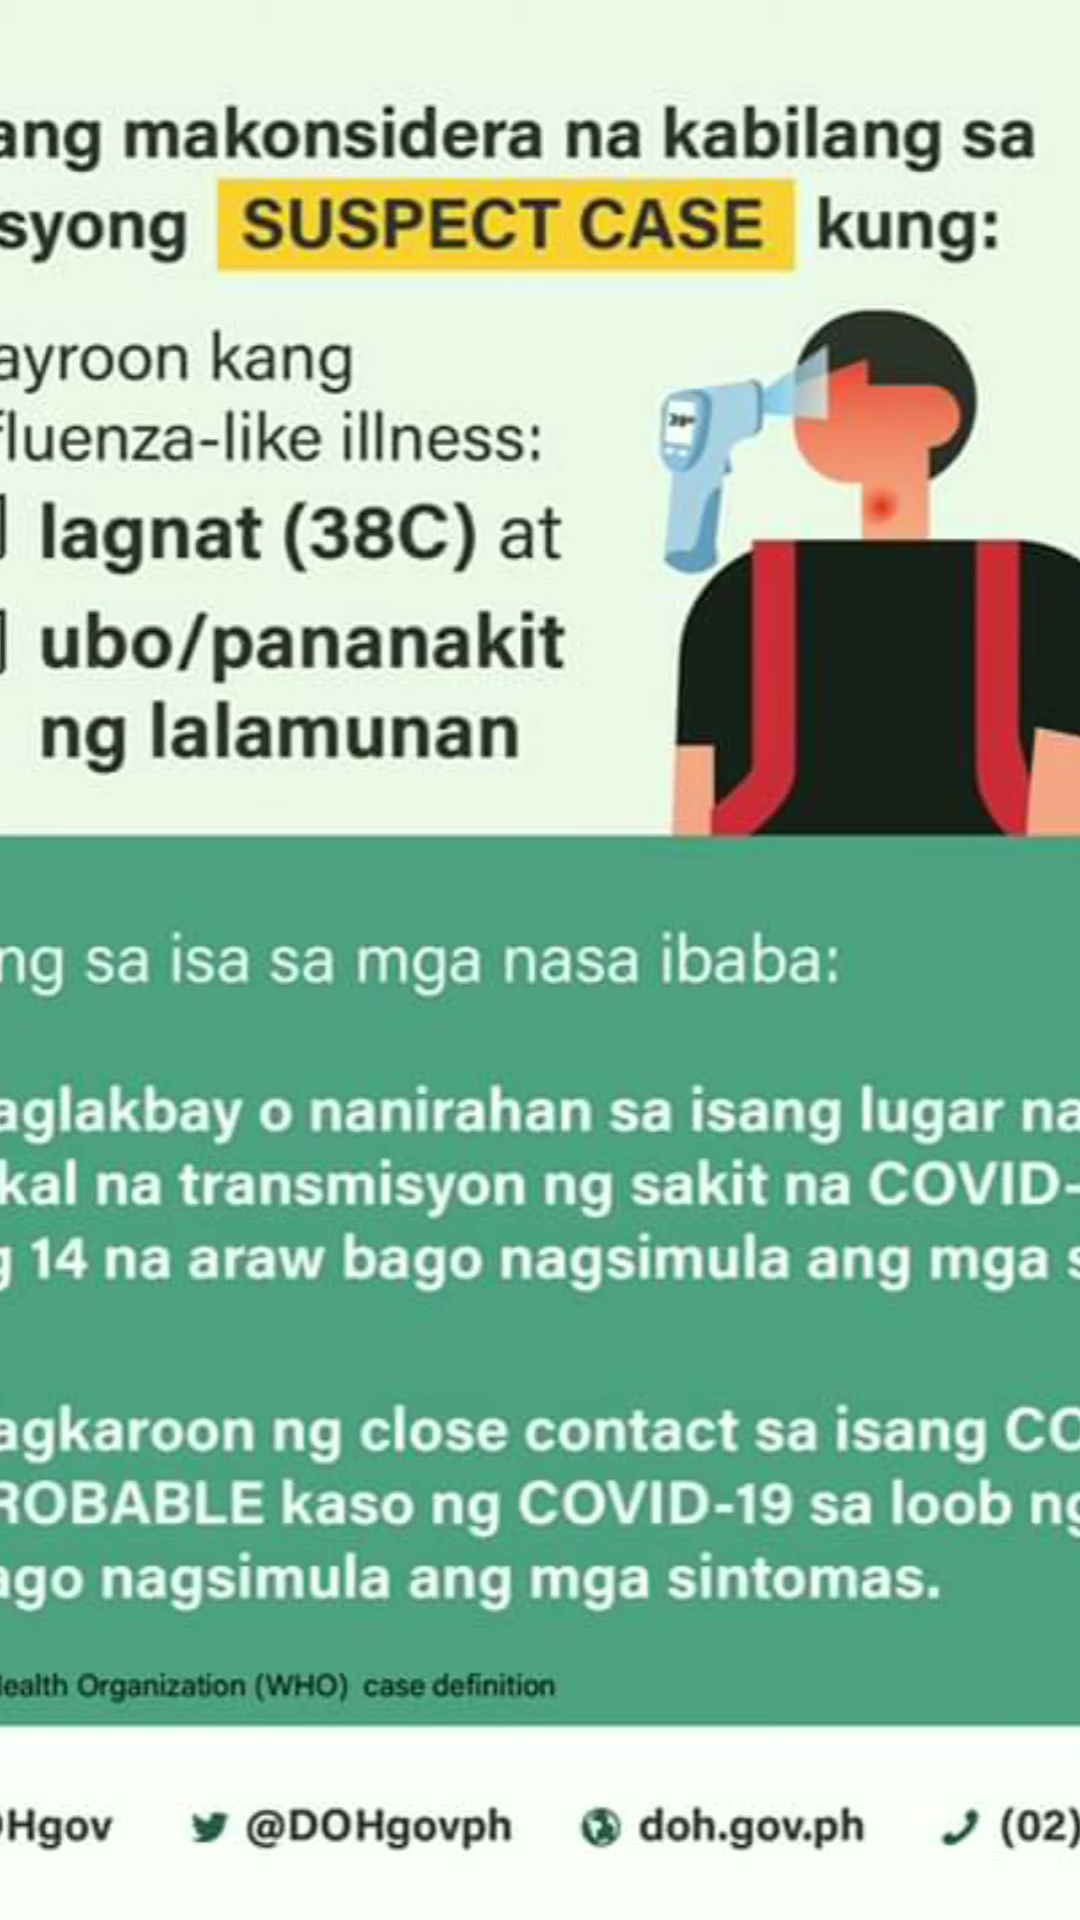 ang makonsidera na kabilang sa
syong SUSPECT CASE kung:
ayroon kang
fluenza-like illness:
lagnat (38C) at
ubo/pananakit
ng lalamunan
ng sa isa sa mga nasa ibaba:
aglakbay o nanirahan sa isang lugar na
kal na transmisyon ng sakit na COVID-
g 14 na araw bago nagsimula ang mga s
agkaroon ng close contact sa isang CO
ROBABLE kaso ng COVID-19 sa loob ng
ago nagsimula ang mga sintomas.
Health Organization (WHO) case definition
OHgov @DOHgovph doh.gov.ph (02)